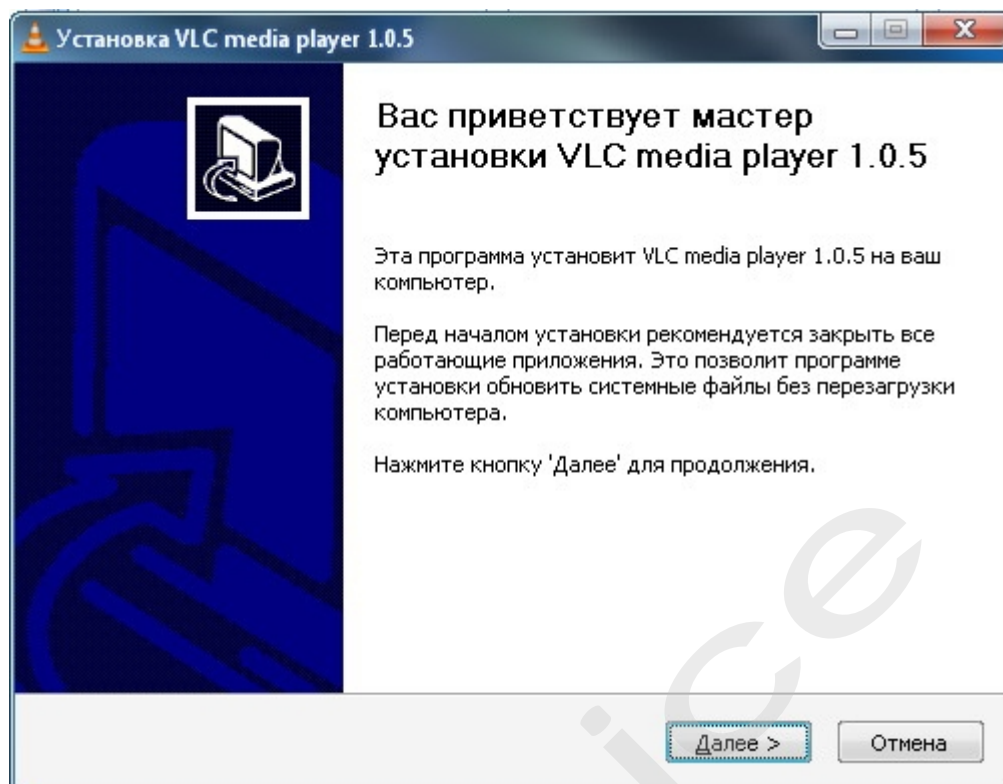 Установка VLC media player 1.0.5
Вас приветствует мастер
установки VLC media player 1.0.5
Эта программа установит VLC media player 1.0.5 на ваш
компьютер.
Перед началом установки рекомендуется закрыть все
работающие приложения. Это позволит программе
установки обновить системные файлы без перезагрузки
компьютера.
Нажмите кнопку 'Далее' для продолжения.
Далее >
Отмена
ice